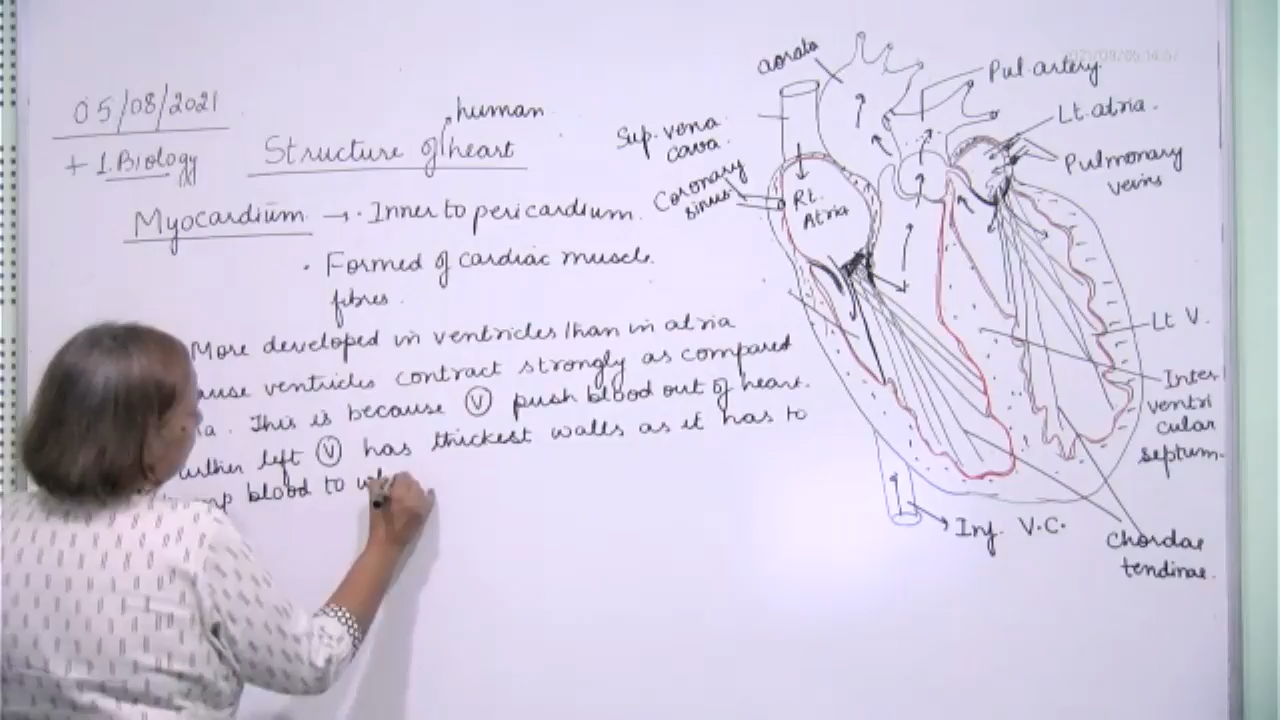 05/08/2021
+ 1. Biology
human
Structure of heart
Myocardium → · Inner to pericardium.
· Formed of cardiac muscle
fibres.
More developed in ventricles than in atria
ventricles contract strongly as compared
This is because Ⓥ push blood out of heart.
left Ⓥ has thickest walls as it has to
blood to
aorata
Pul artery
Lt. atria.
Sup. vena
cava.
Pulmonary
veins
Coronary
sinus
Rt.
Atria
Lt V.
Inter
ventri
cular
septum
Inf. V.C.
Chordae
tendinae.